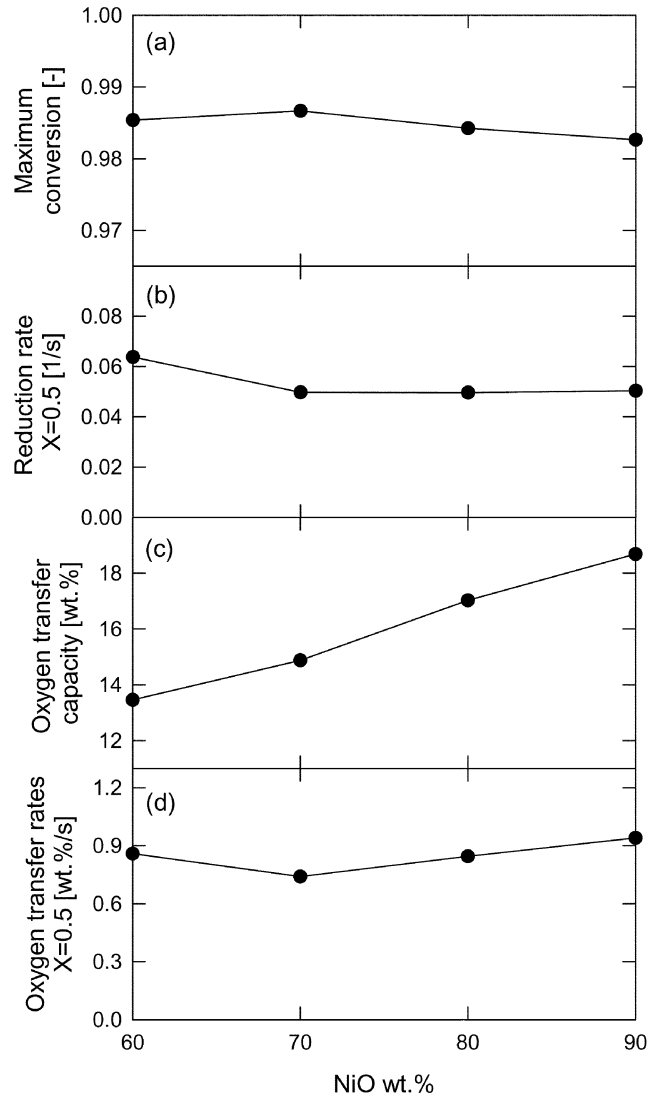 (a)
Maximum
conversion [-]
1.00
0.99
0.98
0.97
(b)
Reduction rate
X=0.5 [1/s]
0.08
0.06
0.04
0.02
0.00
(c)
Oxygen transfer
capacity [wt.%]
18
16
14
12
(d)
Oxygen transfer rates
X=0.5 [wt.%/s]
1.2
0.9
0.6
0.3
0.0
60 70 80 90
NiO wt.%